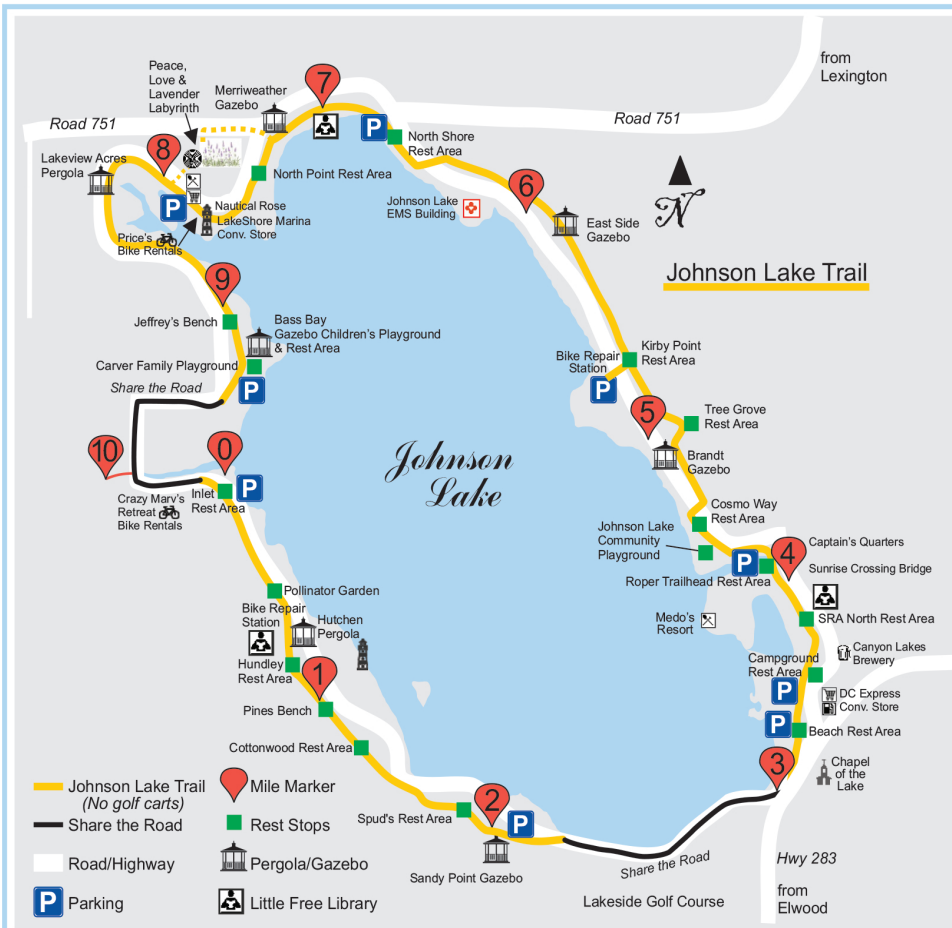 from
Lexington
Peace,
Love &
Lavender
Labyrinth
Merriweather
Gazebo
7
Road 751
Road 751
P
North Shore
Rest Area
8
Lakeview Acres
Pergola
North Point Rest Area
6
N
P
Nautical Rose
LakeShore Marina
Conv. Store
Johnson Lake
EMS Building
East Side
Gazebo
Price's
Bike Rentals
Johnson Lake Trail
9
Jeffrey's Bench
Bass Bay
Gazebo Children's Playground
& Rest Area
Kirby Point
Rest Area
Bike Repair
Station
P
Carver Family Playground
P
Share the Road
5
Tree Grove
Rest Area
Brandt
Gazebo
Johnson
Lake
10
0
P
Inlet
Rest Area
Crazy Marv's
Retreat
Bike Rentals
Cosmo Way
Rest Area
Johnson Lake
Community
Playground
P
4
Captain's Quarters
Sunrise Crossing Bridge
Roper Trailhead Rest Area
Pollinator Garden
Bike Repair
Station
Hutchen
Pergola
Medo's
Resort
SRA North Rest Area
Hundley
Rest Area
1
Canyon Lakes
Brewery
Campground
Rest Area
P
DC Express
Conv. Store
Pines Bench
P
Beach Rest Area
Cottonwood Rest Area
3
Chapel
of the
Lake
2
Spud's Rest Area
P
Sandy Point Gazebo
Share the Road
Hwy 283
Lakeside Golf Course
from
Elwood
Johnson Lake Trail
(No golf carts)
Mile Marker
Share the Road
Rest Stops
Road/Highway
Pergola/Gazebo
P
Parking
Little Free Library